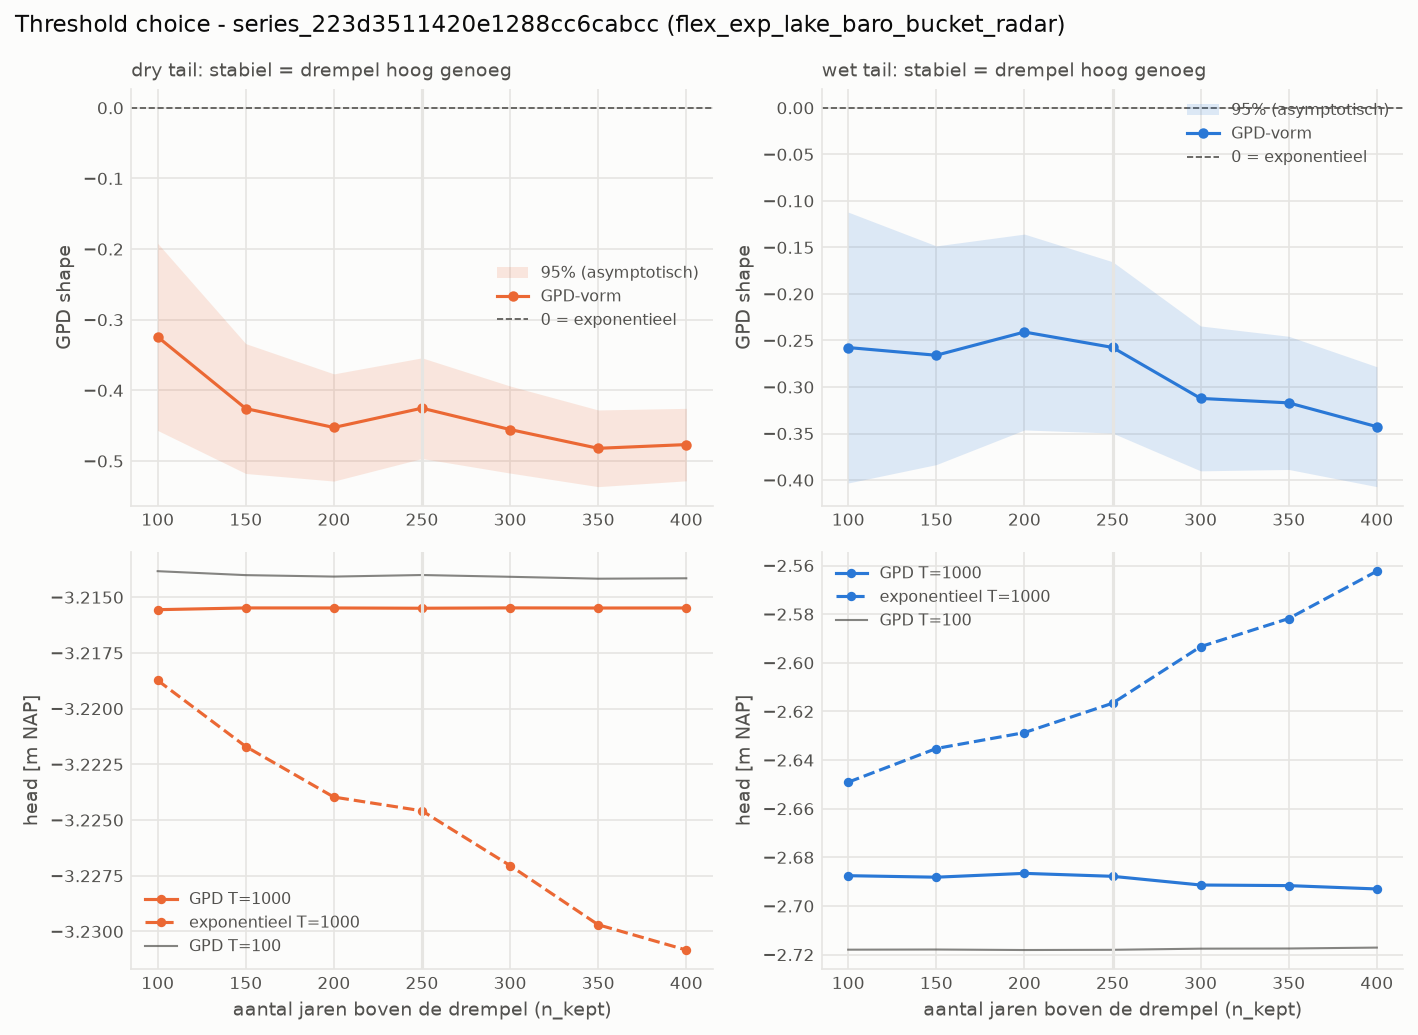 Threshold choice - series_223d3511420e1288cc6cabcc (flex_exp_lake_baro_bucket_radar)
dry tail: stabiel = drempel hoog genoeg
GPD shape
0.0
−0.1
−0.2
−0.3
−0.4
−0.5
95% (asymptotisch)
GPD-vorm
0 = exponentieel
100 150 200 250 300 350 400
wet tail: stabiel = drempel hoog genoeg
GPD shape
0.00
−0.05
−0.10
−0.15
−0.20
−0.25
−0.30
−0.35
−0.40
95% (asymptotisch)
GPD-vorm
0 = exponentieel
100 150 200 250 300 350 400
head [m NAP]
−3.2150
−3.2175
−3.2200
−3.2225
−3.2250
−3.2275
−3.2300
GPD T=1000
exponentieel T=1000
GPD T=100
100 150 200 250 300 350 400
aantal jaren boven de drempel (n_kept)
head [m NAP]
−2.56
−2.58
−2.60
−2.62
−2.64
−2.66
−2.68
−2.70
−2.72
GPD T=1000
exponentieel T=1000
GPD T=100
100 150 200 250 300 350 400
aantal jaren boven de drempel (n_kept)